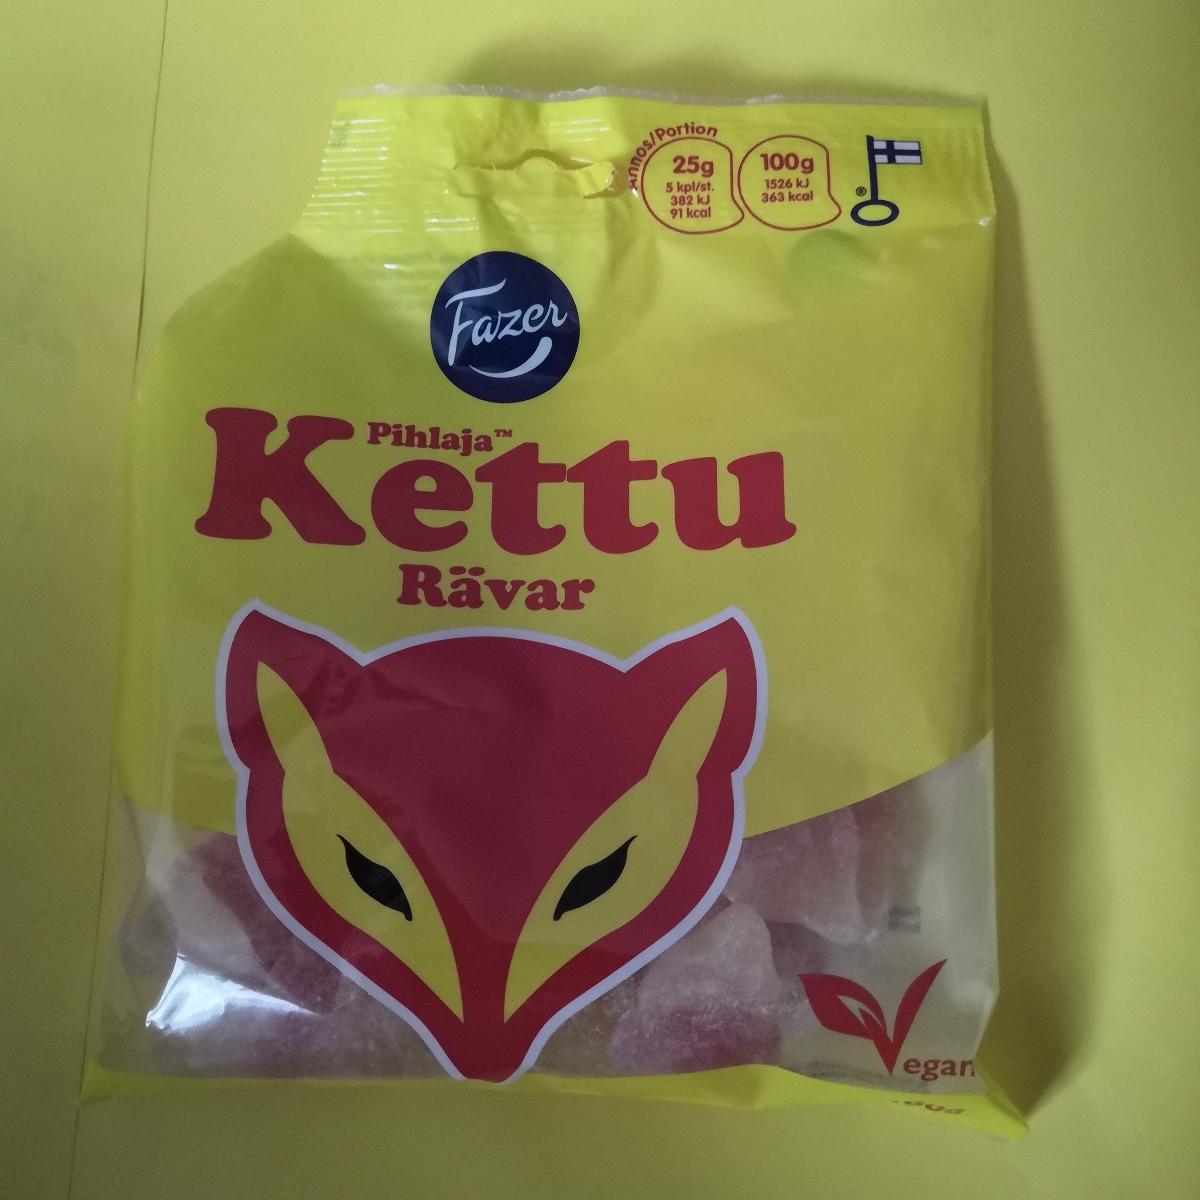 Annos/Portion
25g
5 kpl/st.
382 kJ
91 kcal
100g
1526 kJ
363 kcal
®
Fazer
Pihlaja™
Kettu
Rävar
Vegan